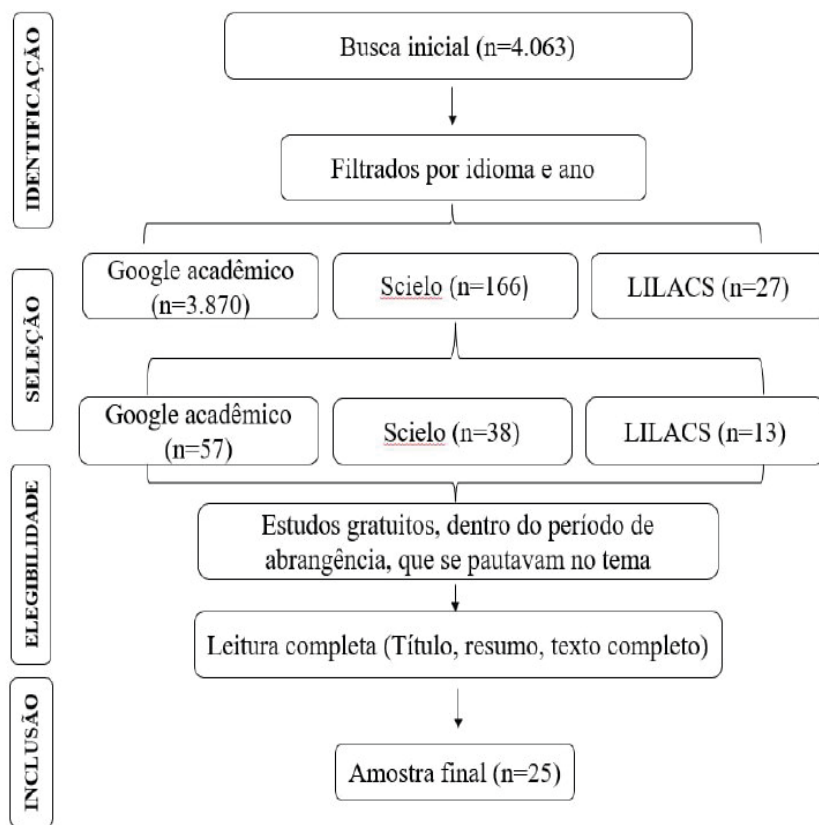 IDENTIFICAÇÃO
Busca inicial (n=4.063)
Filtrados por idioma e ano
SELEÇÃO
Google acadêmico
(n=3.870)
Scielo (n=166)
LILACS (n=27)
Google acadêmico
(n=57)
Scielo (n=38)
LILACS (n=13)
ELEGIBILIDADE
Estudos gratuitos, dentro do período de
abrangência, que se pautavam no tema
Leitura completa (Título, resumo, texto completo)
INCLUSÃO
Amostra final (n=25)